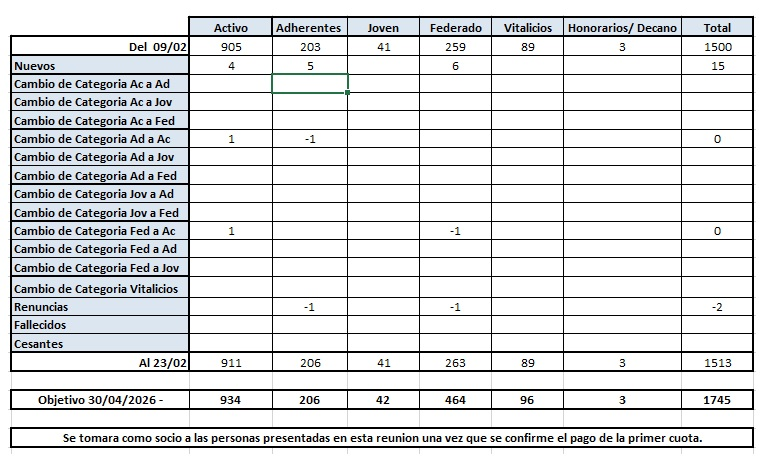 Activo Adherentes Joven Federado Vitalicios Honorarios/ Decano Total
Del 09/02 905 203 41 259 89 3 1500
Nuevos 4 5 6 15
Cambio de Categoria Ac a Ad
Cambio de Categoria Ac a Jov
Cambio de Categoria Ac a Fed
Cambio de Categoria Ad a Ac 1 -1 0
Cambio de Categoria Ad a Jov
Cambio de Categoria Ad a Fed
Cambio de Categoria Jov a Ad
Cambio de Categoria Jov a Fed
Cambio de Categoria Fed a Ac 1 -1 0
Cambio de Categoria Fed a Ad
Cambio de Categoria Fed a Jov
Cambio de Categoria Vitalicios
Renuncias -1 -1 -2
Fallecidos
Cesantes
Al 23/02 911 206 41 263 89 3 1513
Objetivo 30/04/2026 - 934 206 42 464 96 3 1745
Se tomara como socio a las personas presentadas en esta reunion una vez que se confirme el pago de la primer cuota.